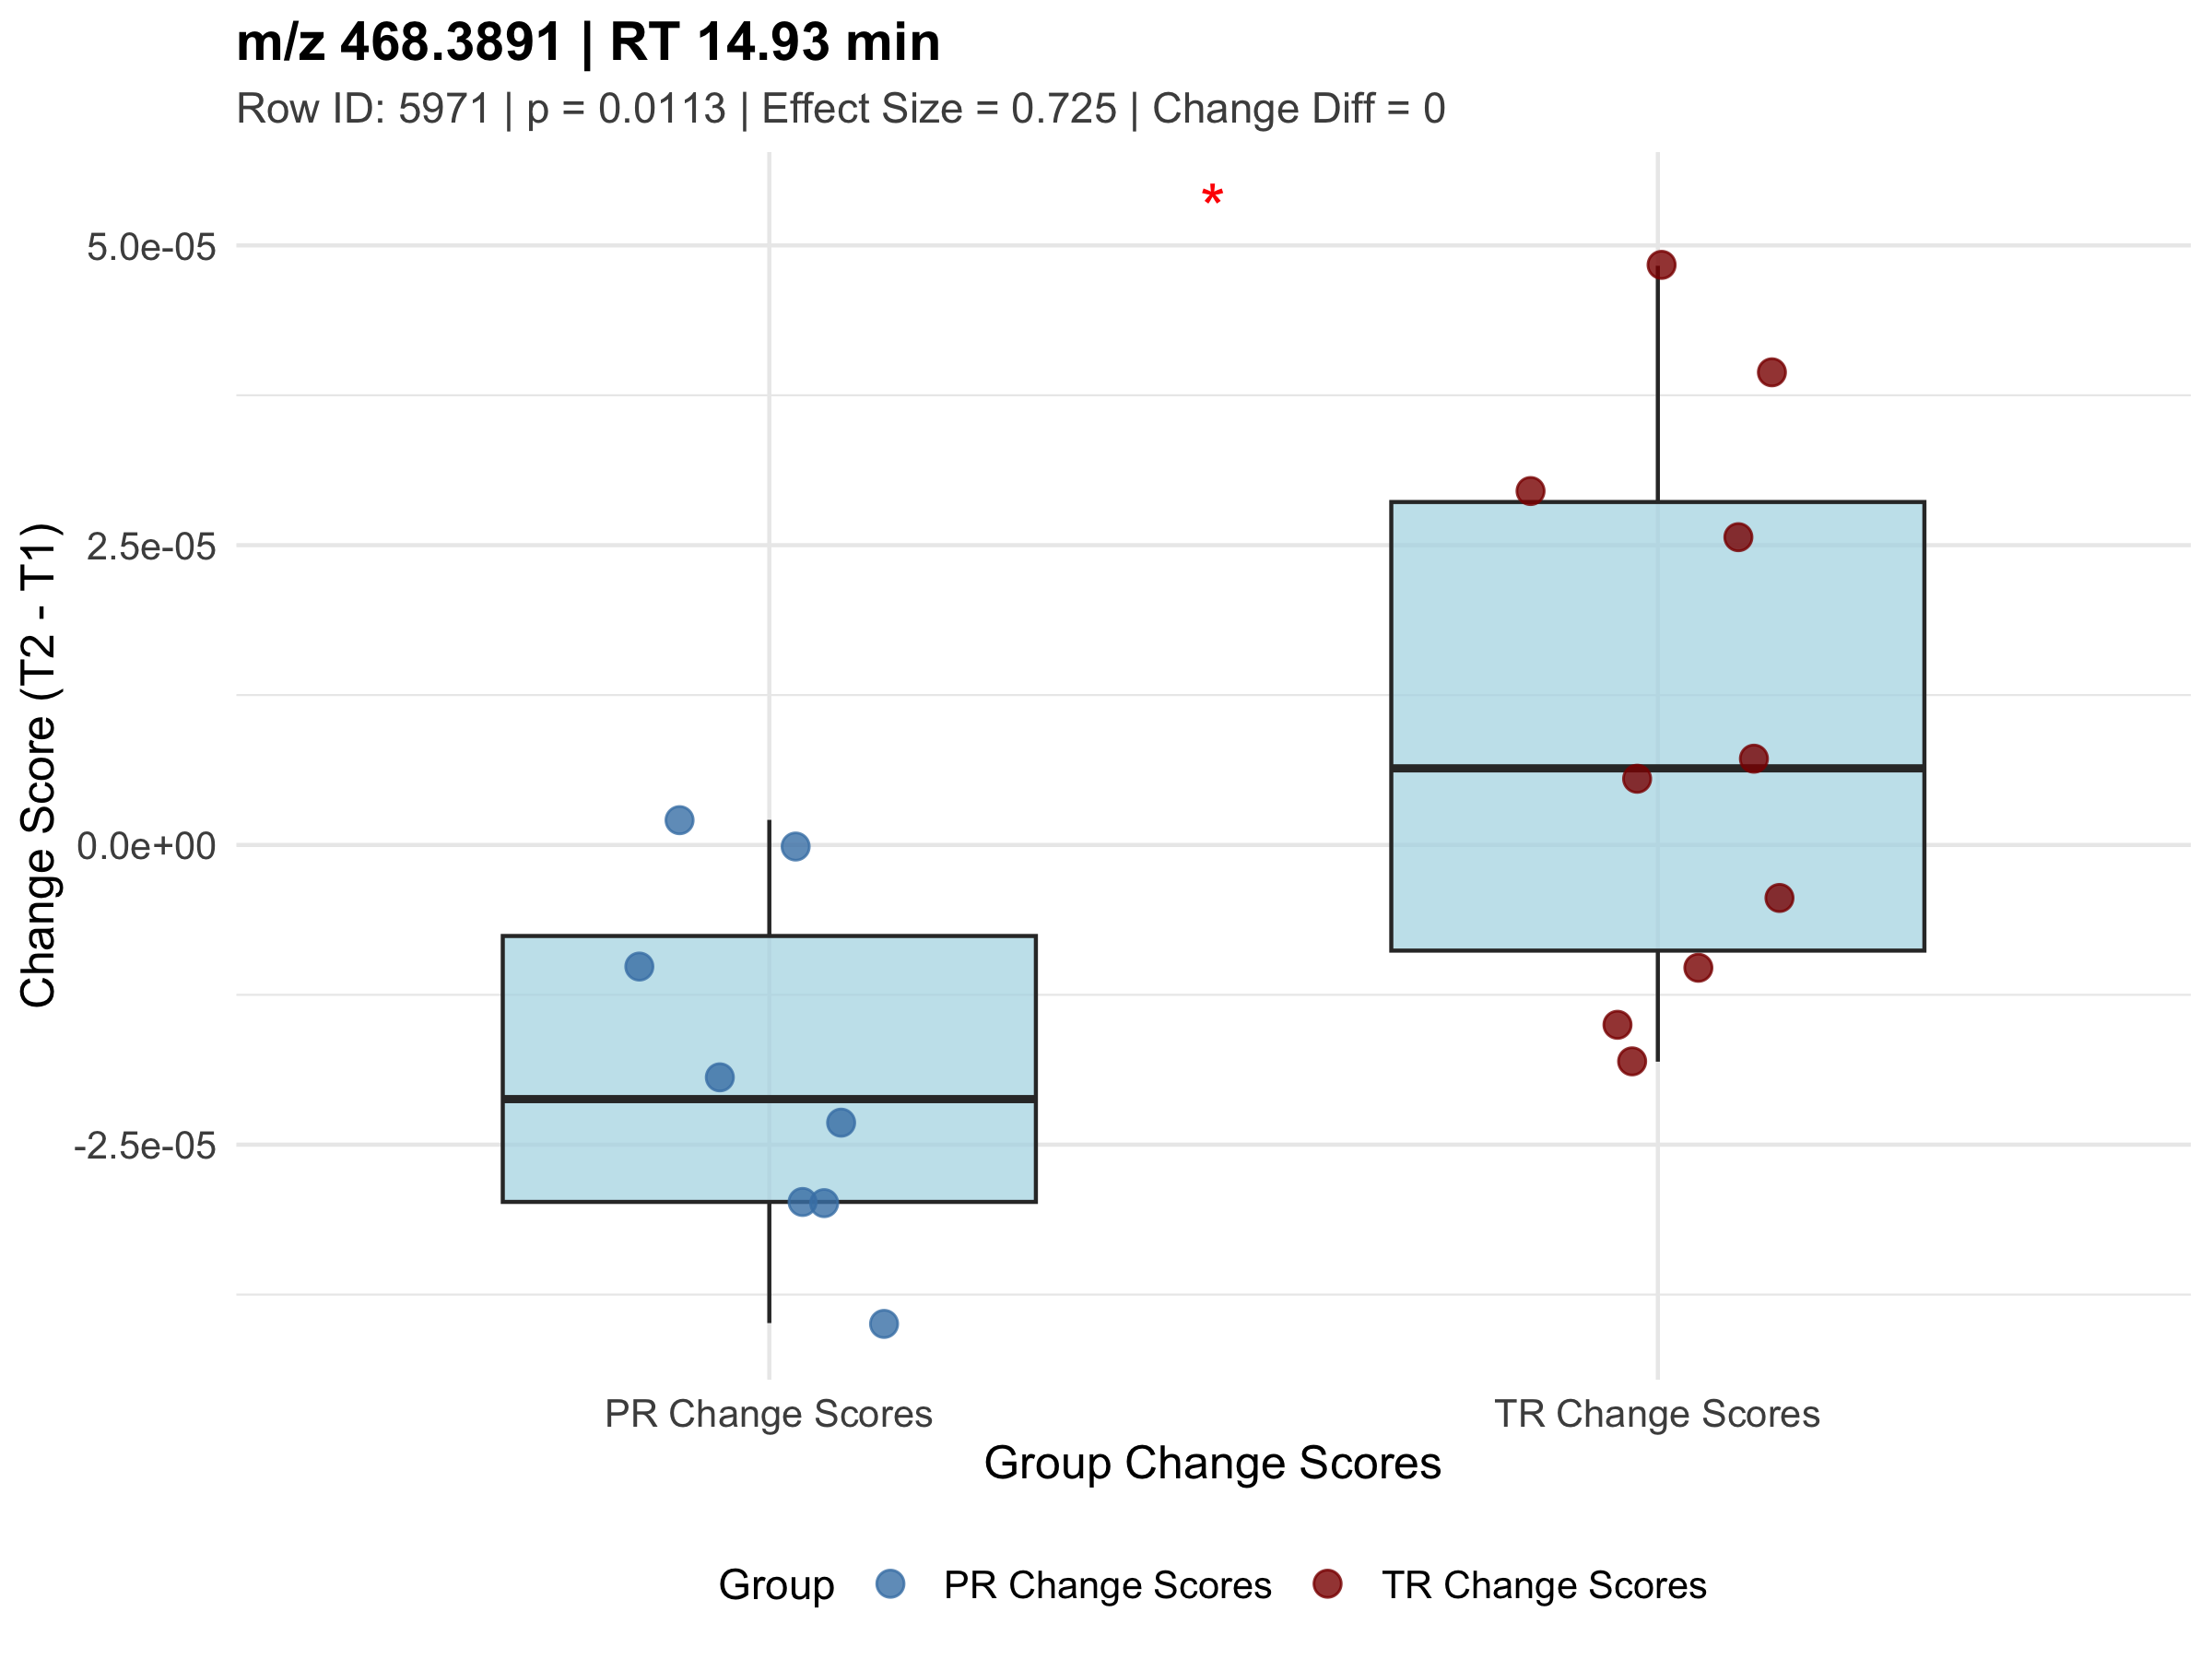 m/z 468.3891 | RT 14.93 min
Row ID: 5971 | p = 0.0113 | Effect Size = 0.725 | Change Diff = 0
*
Change Score (T2 - T1)
5.0e-05
2.5e-05
0.0e+00
-2.5e-05
PR Change Scores
TR Change Scores
Group Change Scores
Group PR Change Scores TR Change Scores